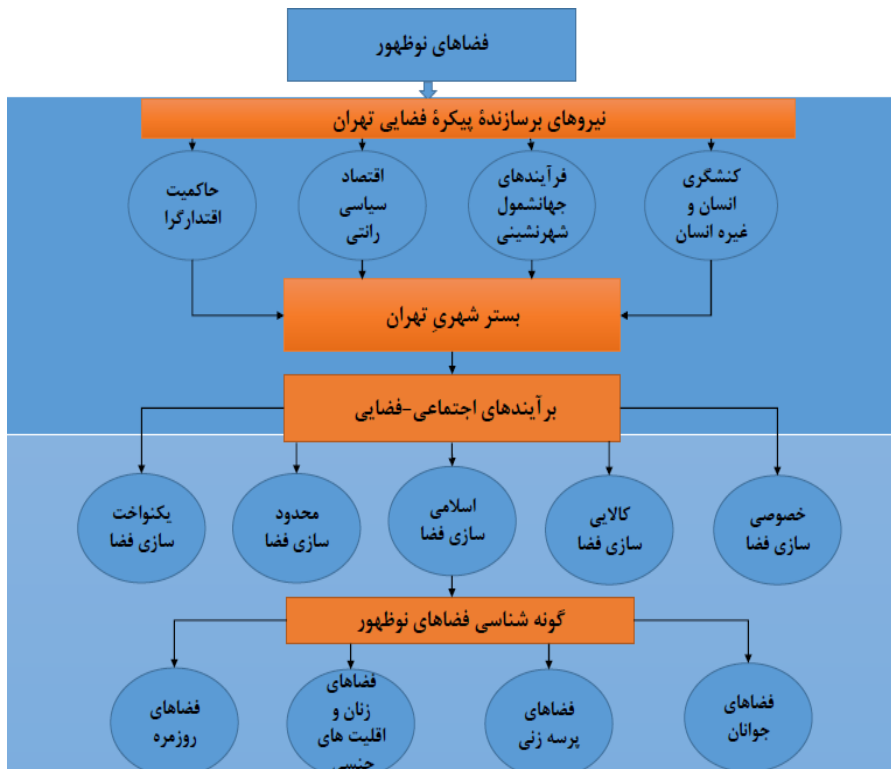 فضاهای نوظهور
نیروهای برسازندهٔ پیکرهٔ فضایی تهران
کنشگری
انسان و
غیره انسان
فرآیندهای
جهانشمول
شهرنشینی
اقتصاد
سیاسی
رانتی
حاکمیت
اقتدارگرا
بستر شهریِ تهران
برآیندهای اجتماعی-فضایی
خصوصی
سازی فضا
کالایی
سازی فضا
اسلامی
سازی فضا
محدود
سازی فضا
یکنواخت
سازی فضا
گونه شناسی فضاهای نوظهور
فضاهای
جوانان
فضاهای
پرسه زنی
فضاهای
زنان و
اقلیت های
جنسی
فضاهای
روزمره